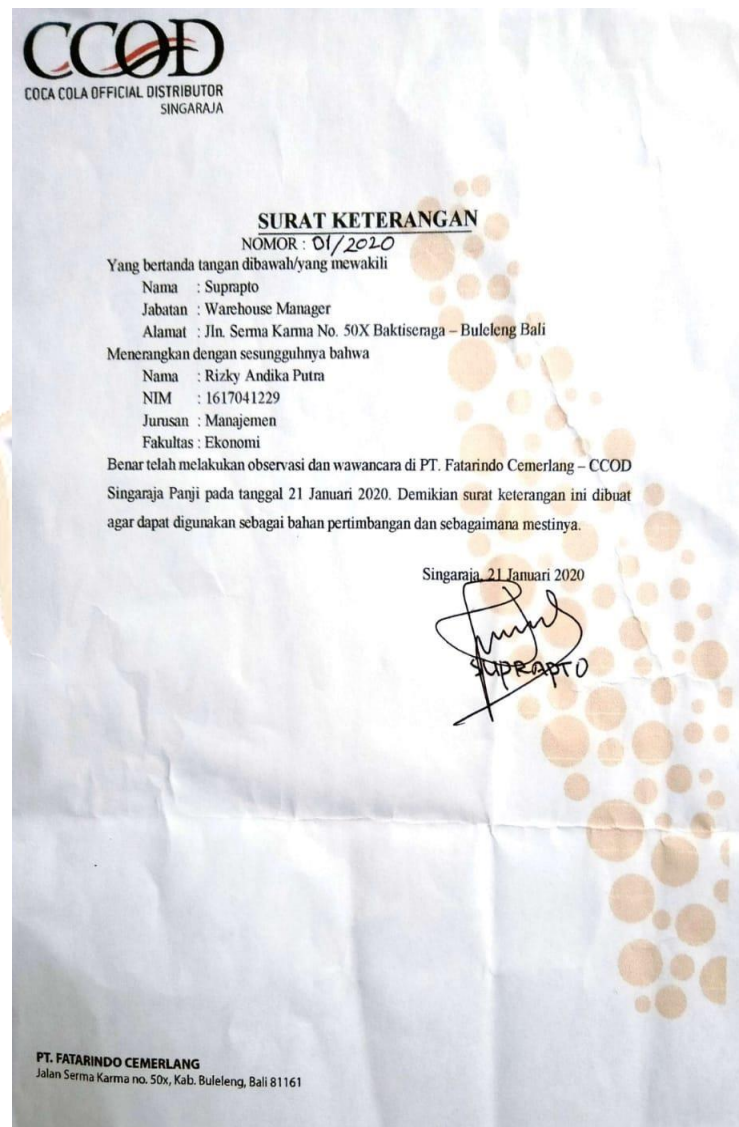 CCOD
COCA COLA OFFICIAL DISTRIBUTOR
SINGARAJA
SURAT KETERANGAN
NOMOR : 01/2020
Yang bertanda tangan dibawah/yang mewakili
Nama : Suprapto
Jabatan : Warehouse Manager
Alamat : Jln. Serma Karma No. 50X Baktiseraga – Buleleng Bali
Menerangkan dengan sesungguhnya bahwa
Nama : Rizky Andika Putra
NIM : 1617041229
Jurusan : Manajemen
Fakultas : Ekonomi
Benar telah melakukan observasi dan wawancara di PT. Fatarindo Cemerlang – CCOD
Singaraja Panji pada tanggal 21 Januari 2020. Demikian surat keterangan ini dibuat
agar dapat digunakan sebagai bahan pertimbangan dan sebagaimana mestinya.
Singaraja, 21 Januari 2020
SUPRAPTO
PT. FATARINDO CEMERLANG
Jalan Serma Karma no. 50x, Kab. Buleleng, Bali 81161